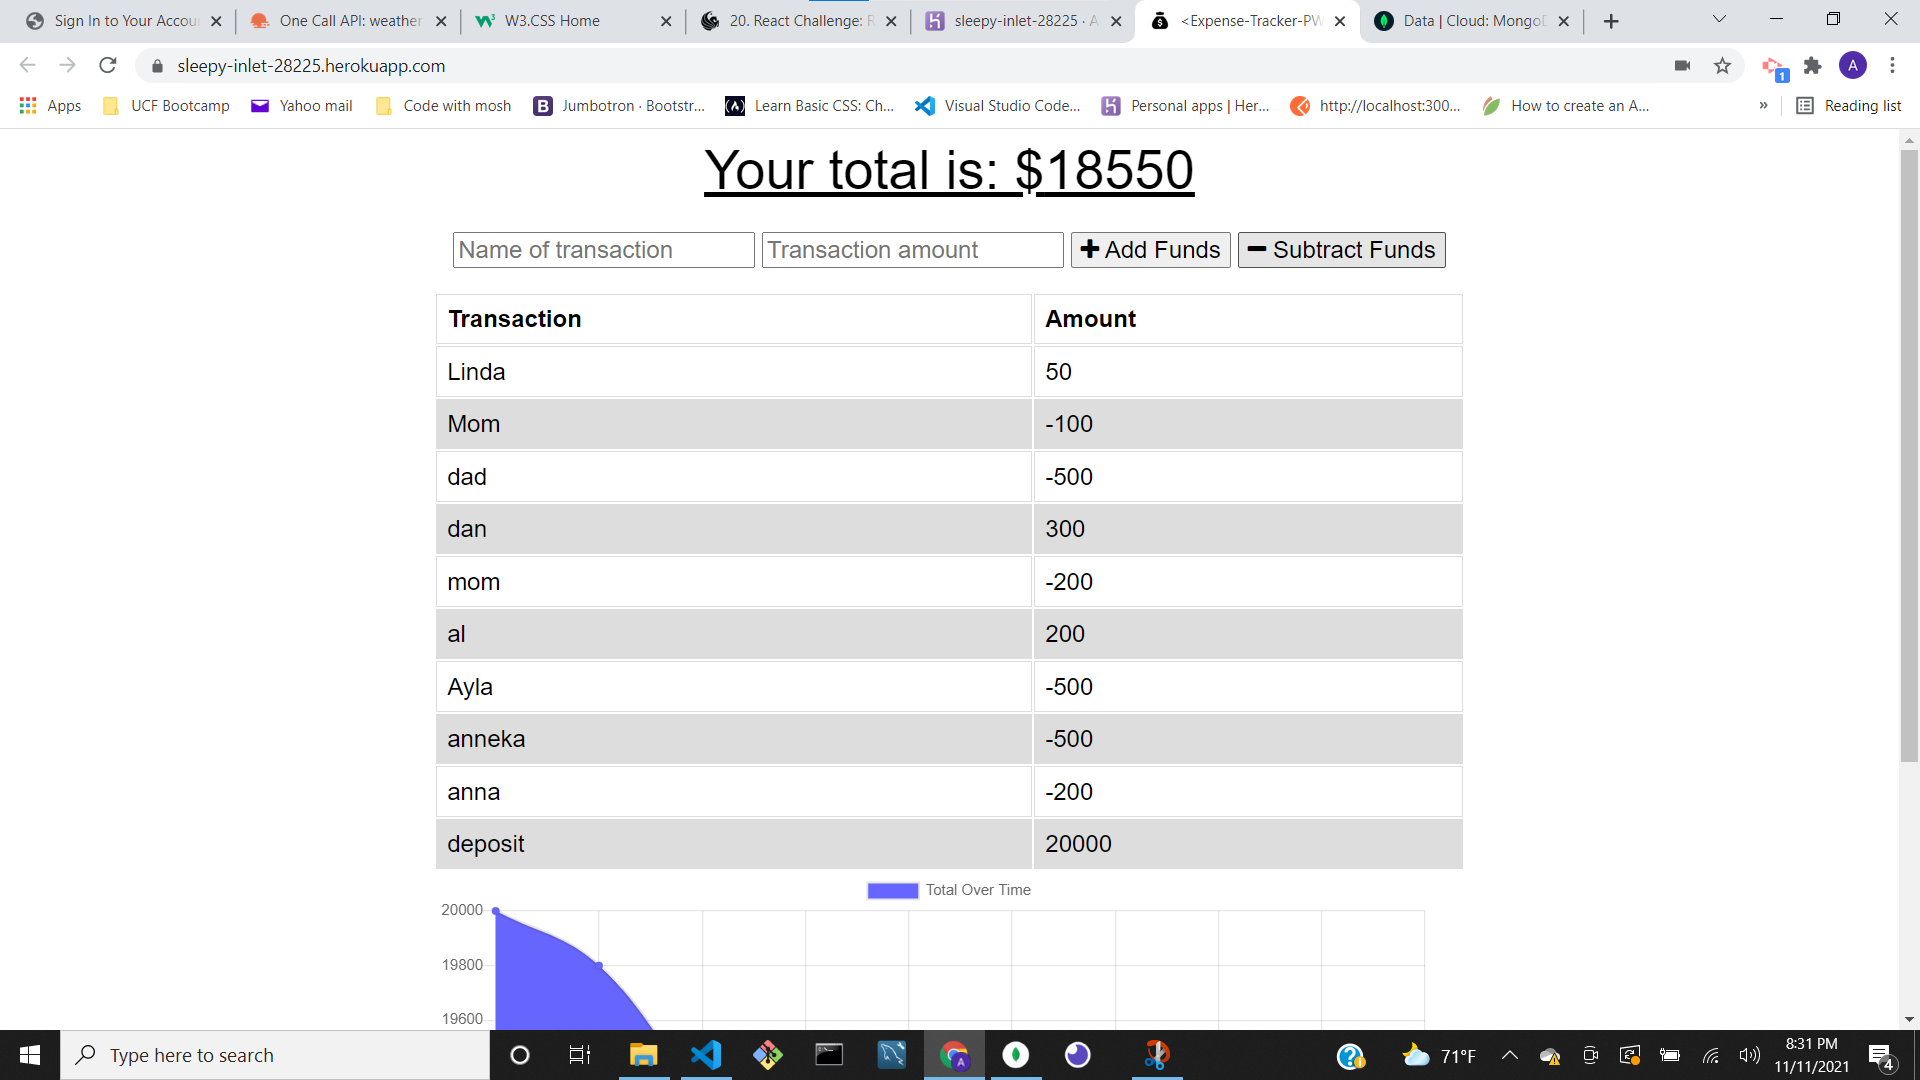 Sign In to Your Accou
One Call API: weather
W3.CSS Home
20. React Challenge: R
sleepy-inlet-28225 · A
<Expense-Tracker-PW
Data | Cloud: MongoD
sleepy-inlet-28225.herokuapp.com
1
A
Apps
UCF Bootcamp
Yahoo mail
Code with mosh
Jumbotron · Bootstr...
Learn Basic CSS: Ch...
Visual Studio Code...
Personal apps | Her...
http://localhost:300...
How to create an A...
»
Reading list
Your total is: $18550
Name of transaction
Transaction amount
Add Funds
Subtract Funds
Transaction Amount
Linda 50
Mom -100
dad -500
dan 300
mom -200
al 200
Ayla -500
anneka -500
anna -200
deposit 20000
Total Over Time
20000
19800
19600
Type here to search
71°F
8:31 PM
11/11/2021
4